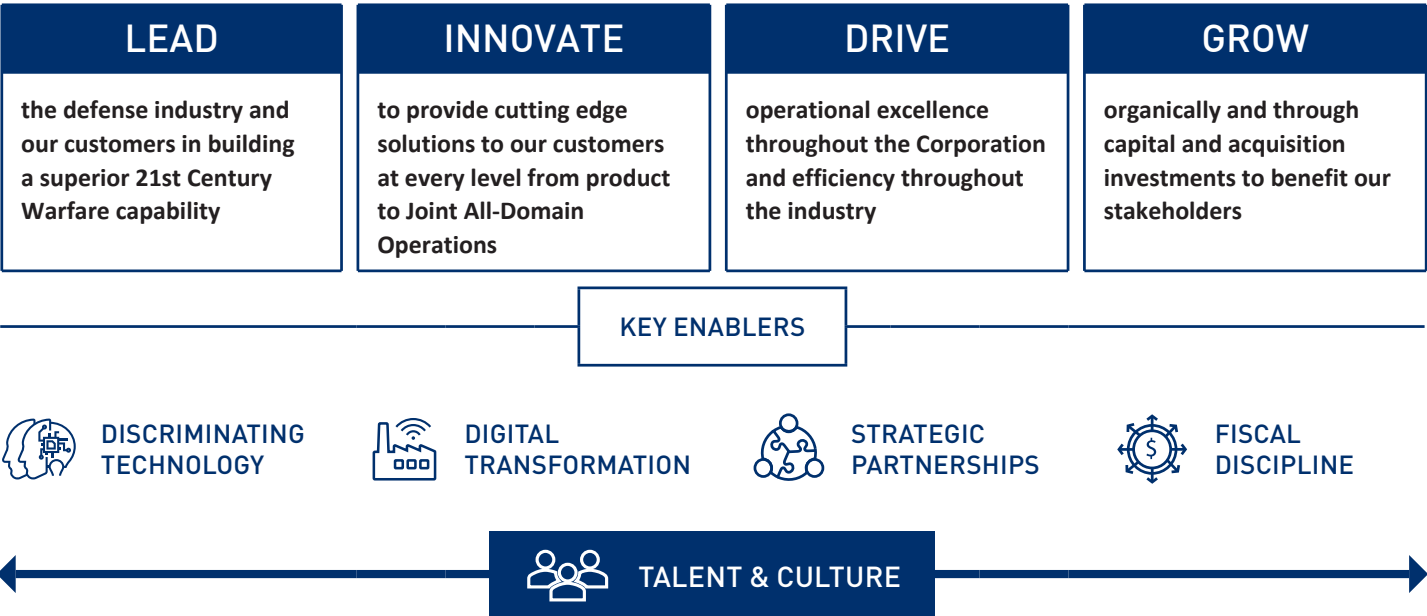 LEAD
the defense industry and
our customers in building
a superior 21st Century
Warfare capability
INNOVATE
to provide cutting edge
solutions to our customers
at every level from product
to Joint All-Domain
Operations
DRIVE
operational excellence
throughout the Corporation
and efficiency throughout
the industry
GROW
organically and through
capital and acquisition
investments to benefit our
stakeholders
KEY ENABLERS
DISCRIMINATING
TECHNOLOGY
DIGITAL
TRANSFORMATION
STRATEGIC
PARTNERSHIPS
$
FISCAL
DISCIPLINE
TALENT & CULTURE